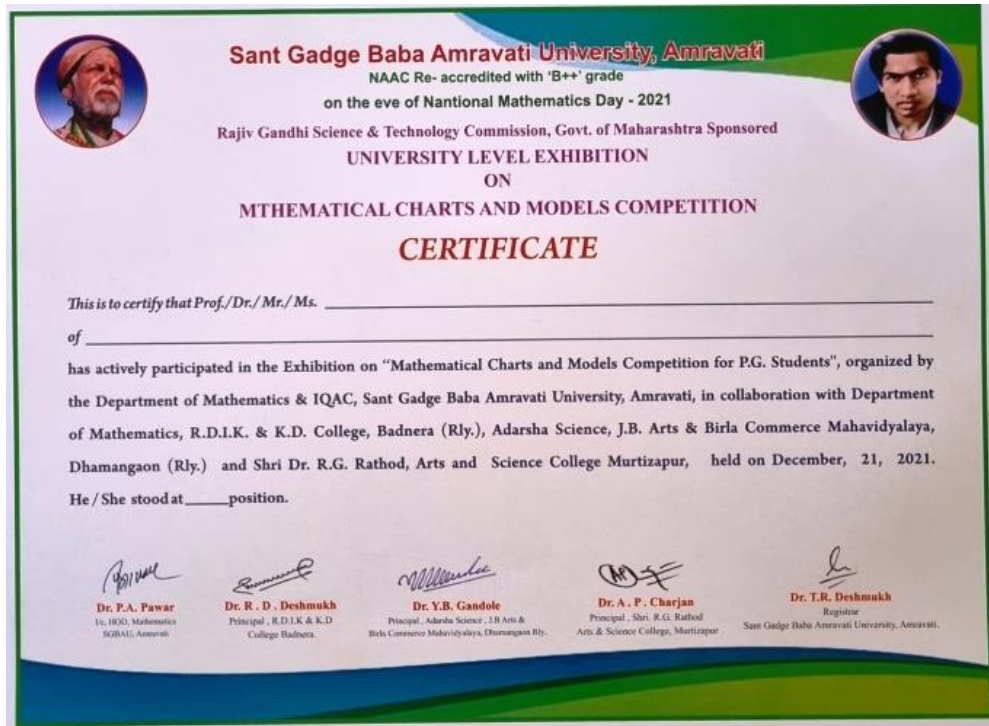 Sant Gadge Baba Amravati University, Amravati
NAAC Re- accredited with ‘B++’ grade
on the eve of Nantional Mathematics Day - 2021
Rajiv Gandhi Science & Technology Commission, Govt. of Maharashtra Sponsored
UNIVERSITY LEVEL EXHIBITION
ON
MTHEMATICAL CHARTS AND MODELS COMPETITION
CERTIFICATE
This is to certify that Prof./Dr./ Mr./ Ms.
of
has actively participated in the Exhibition on “Mathematical Charts and Models Competition for P.G. Students”, organized by
the Department of Mathematics & IQAC, Sant Gadge Baba Amravati University, Amravati, in collaboration with Department
of Mathematics, R.D.I.K. & K.D. College, Badnera (Rly.), Adarsha Science, J.B. Arts & Birla Commerce Mahavidyalaya,
Dhamangaon (Rly.) and Shri Dr. R.G. Rathod, Arts and Science College Murtizapur, held on December, 21, 2021.
He / She stood at _____ position.
Dr. P.A. Pawar
I/c, HOD, Mathematics
SGBAU, Amravati
Dr. R . D . Deshmukh
Principal , R.D.I.K & K.D
College Badnera.
Dr. Y.B. Gandole
Principal , Adarsha Science , J.B Arts &
Birla Commerce Mahavidyalaya, Dhamangaon Rly.
Dr. A . P . Charjan
Principal , Shri. R.G. Rathod
Arts & Science College, Murtizapur
Dr. T.R. Deshmukh
Registrar
Sant Gadge Baba Amravati University, Amravati.